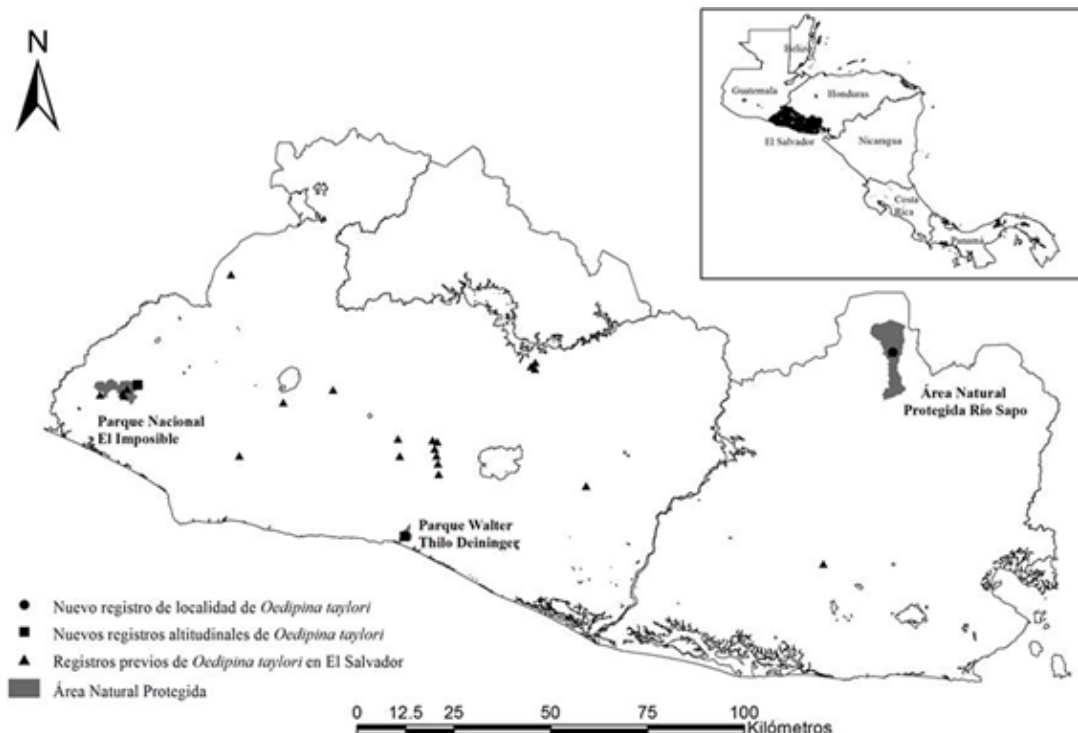 N
Belize
Guatemala
Honduras
El Salvador
Nicaragua
Costa
Rica
Panamá
Parque Nacional
El Imposible
Área Natural
Protegida Río Sapo
Parque Walter
Thilo Deininger
Nuevo registro de localidad de Oedipina taylori
Nuevos registros altitudinales de Oedipina taylori
Registros previos de Oedipina taylori en El Salvador
Área Natural Protegida
0 12.5 25 50 75 100
Kilómetros